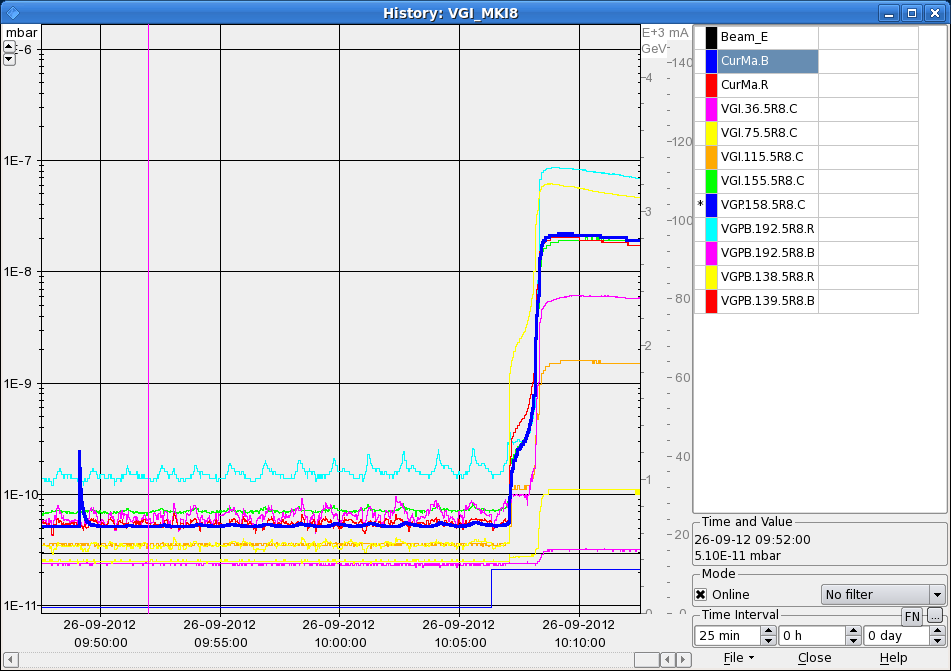 History: VGI_MKI8
mbar
E-6
1E-7
1E-8
1E-9
1E-10
1E-11
26-09-2012 26-09-2012 26-09-2012 26-09-2012 26-09-2012
09:50:00 09:55:00 10:00:00 10:05:00 10:10:00
E+3 mA
GeV
140
4
120
3
100
80
2
60
40
1
20
0 0
Beam_E
CurMa.B
CurMa.R
VGI.36.5R8.C
VGI.75.5R8.C
VGI.115.5R8.C
VGI.155.5R8.C
* VGP.158.5R8.C
VGPB.192.5R8.R
VGPB.192.5R8.B
VGPB.138.5R8.R
VGPB.139.5R8.B
Time and Value
26-09-12 09:52:00
5.10E-11 mbar
Mode
Online No filter
Time Interval FN ...
25 min 0 h 0 day
File Close Help